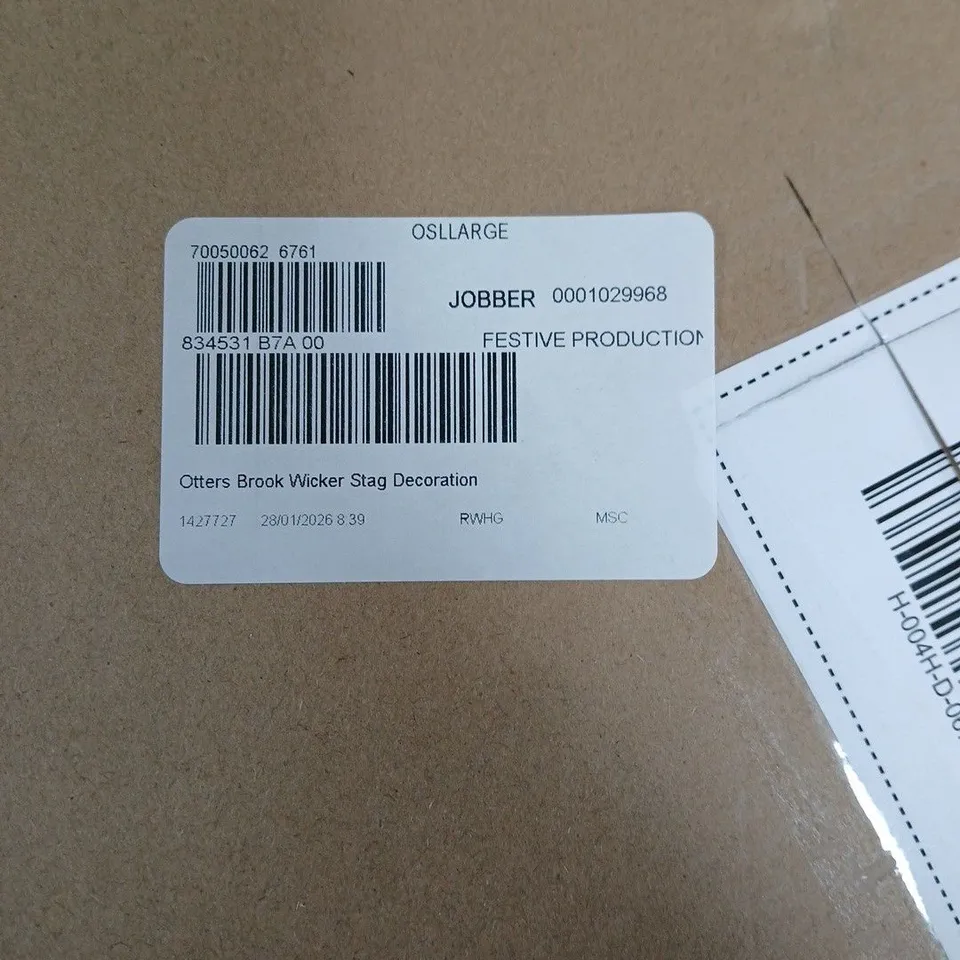 OSLLARGE
70050062 6761
JOBBER 0001029968
834531 B7A 00
FESTIVE PRODUCTION
Otters Brook Wicker Stag Decoration
1427727 28/01/2026 8:39 RWHG MSC
H-004H-D-06